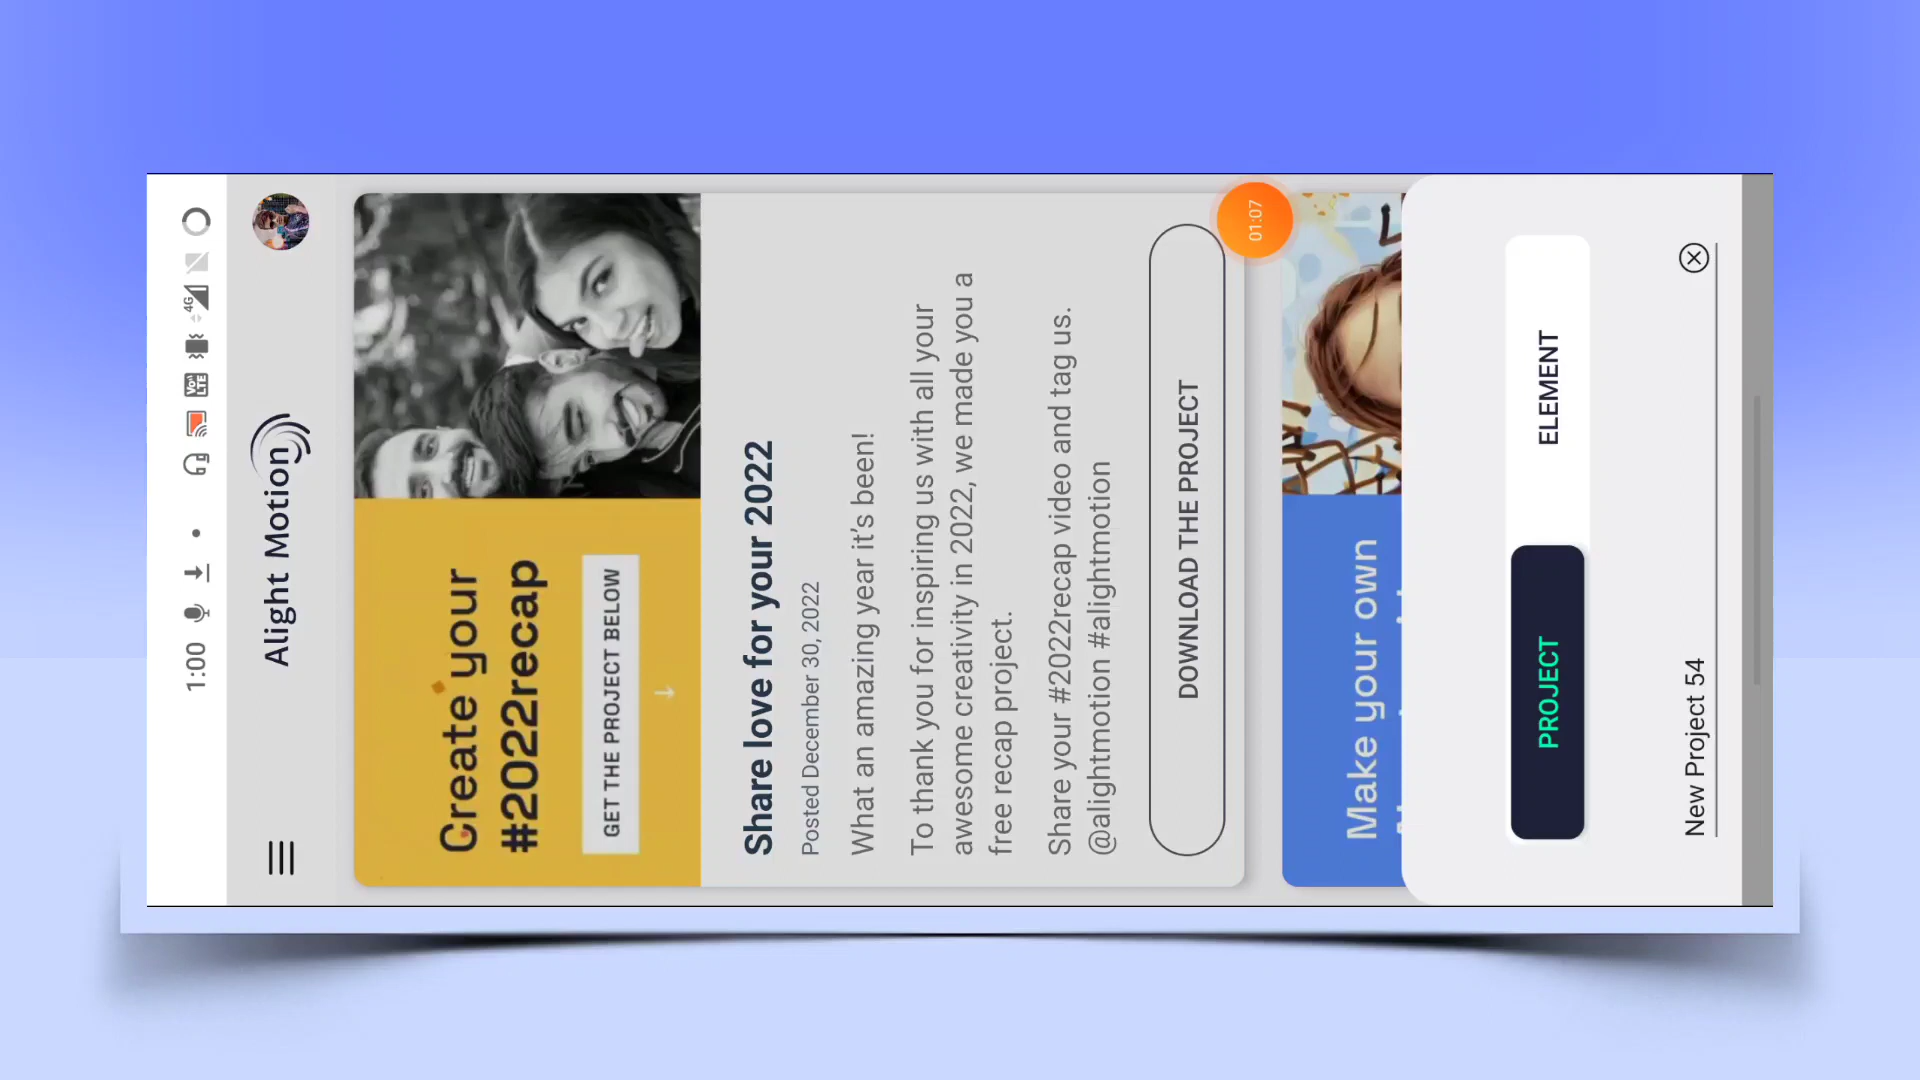 1:00
VoLTE
4G
Alight Motion
Create your
#2022recap
GET THE PROJECT BELOW
Share love for your 2022
Posted December 30, 2022
What an amazing year it's been!
To thank you for inspiring us with all your
awesome creativity in 2022, we made you a
free recap project.
Share your #2022recap video and tag us.
@alightmotion #alightmotion
DOWNLOAD THE PROJECT
01:07
Make your own
PROJECT
ELEMENT
New Project 54